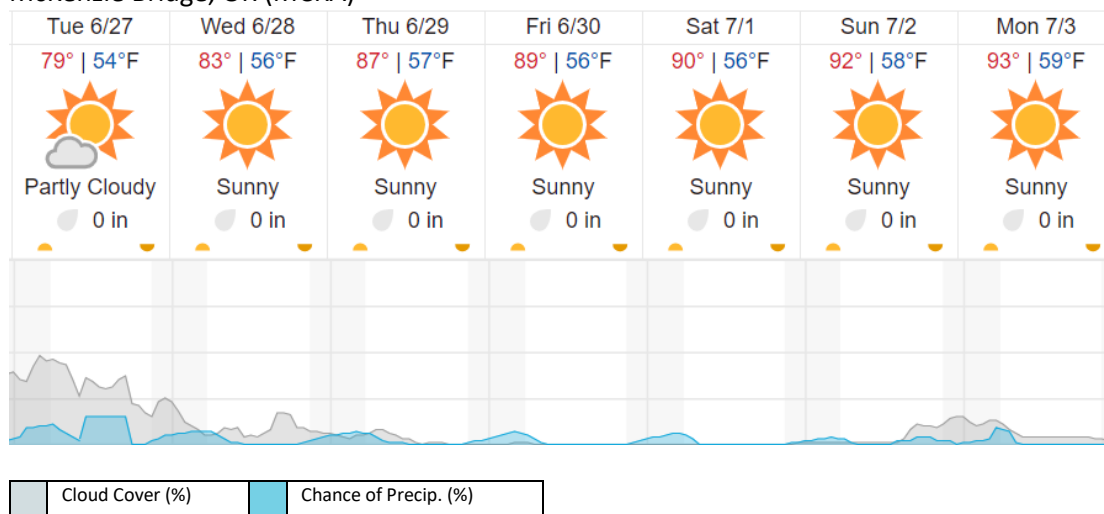 Tue 6/27 Wed 6/28 Thu 6/29 Fri 6/30 Sat 7/1 Sun 7/2 Mon 7/3
79° | 54°F 83° | 56°F 87° | 57°F 89° | 56°F 90° | 56°F 92° | 58°F 93° | 59°F
Partly Cloudy Sunny Sunny Sunny Sunny Sunny Sunny
0 in 0 in 0 in 0 in 0 in 0 in 0 in
Cloud Cover (%) Chance of Precip. (%)